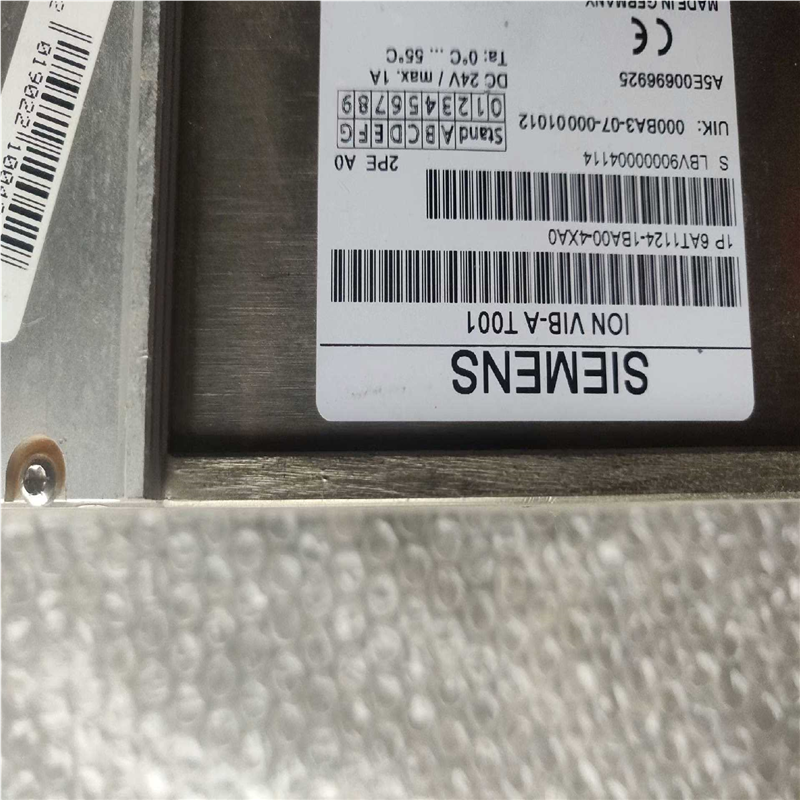 SIEMENS
ION VIB-A T001
1P 6AT1124-1BA00-4XA0
S LBV90000004114
2PE A0
UIK: 000BA3-07-00001012
Stand A B C D E F G
0 1 2 3 4 5 6 7 8 9
A5E00696925
DC 24V / max. 1A
Ta: 0°C ... 55°C
CE
MADE IN GERMANY